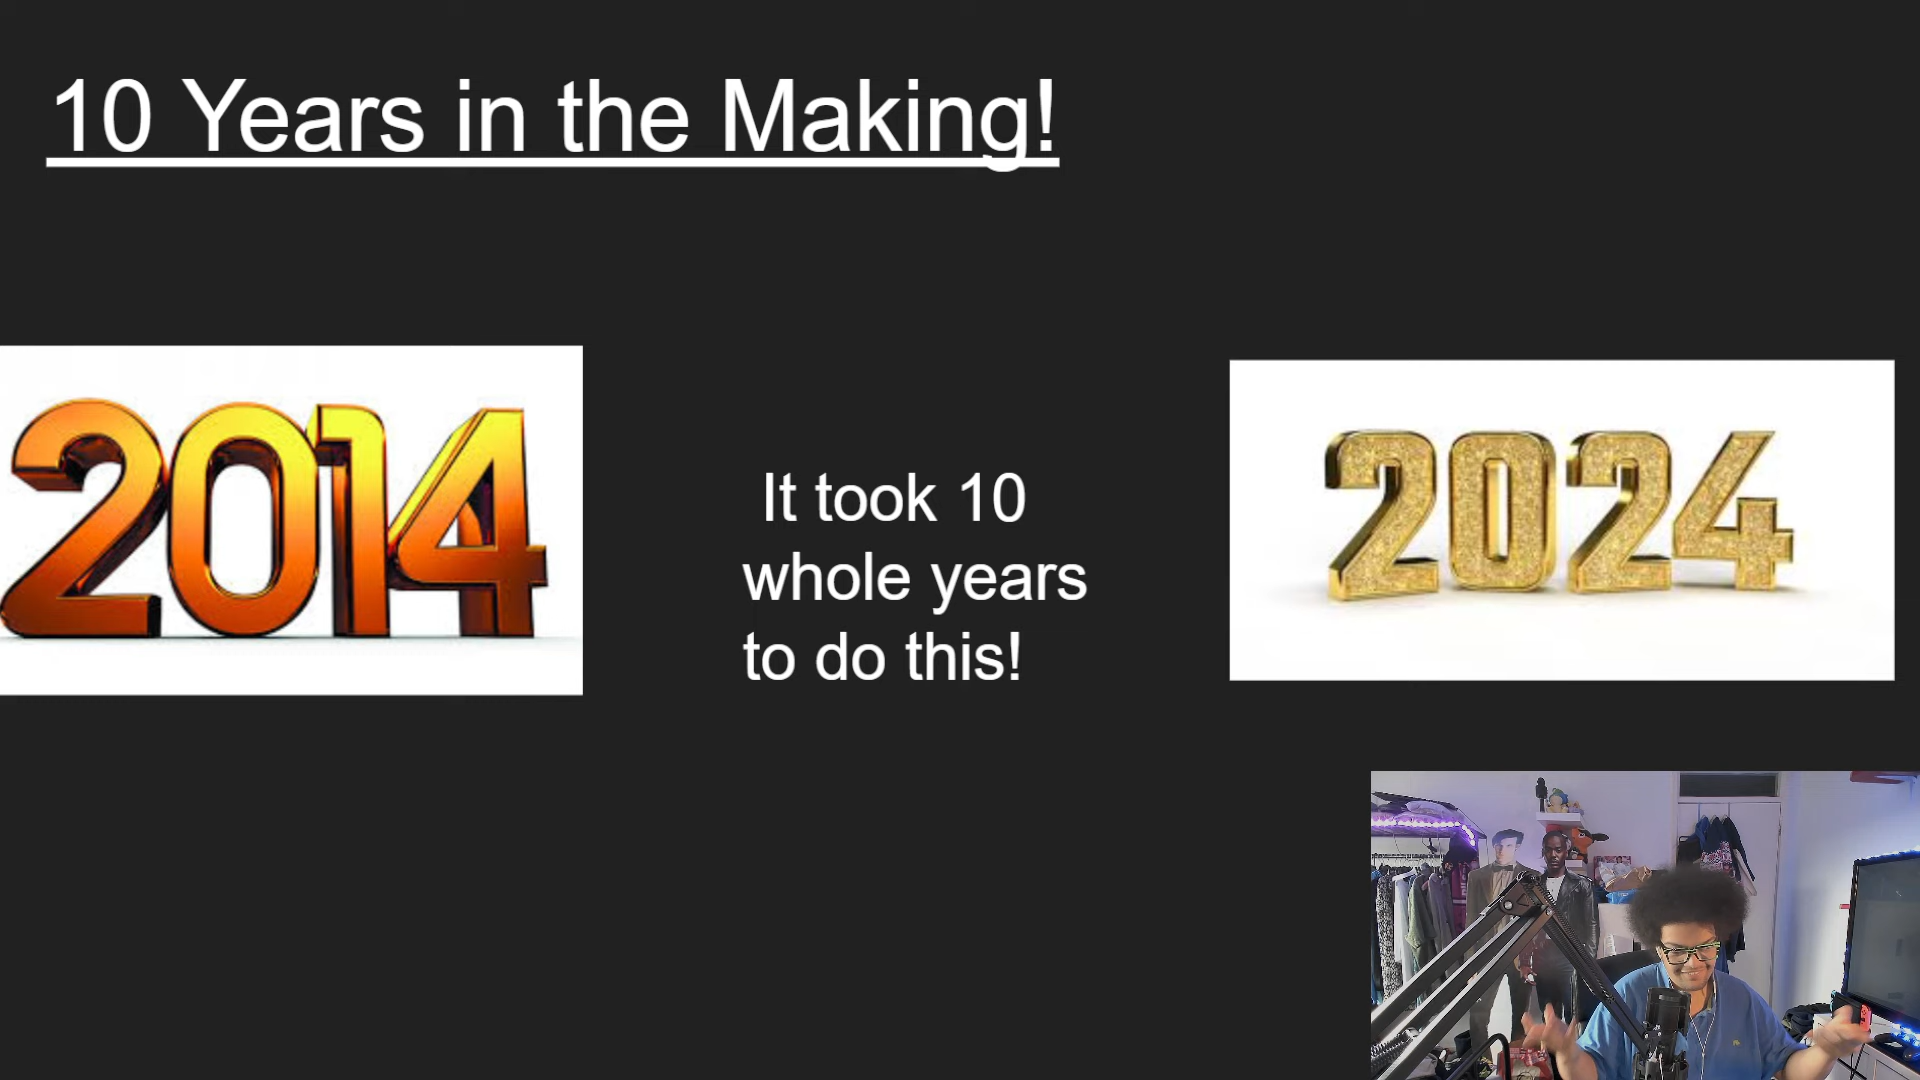 10 Years in the Making!
2014
It took 10
whole years
to do this!
2024